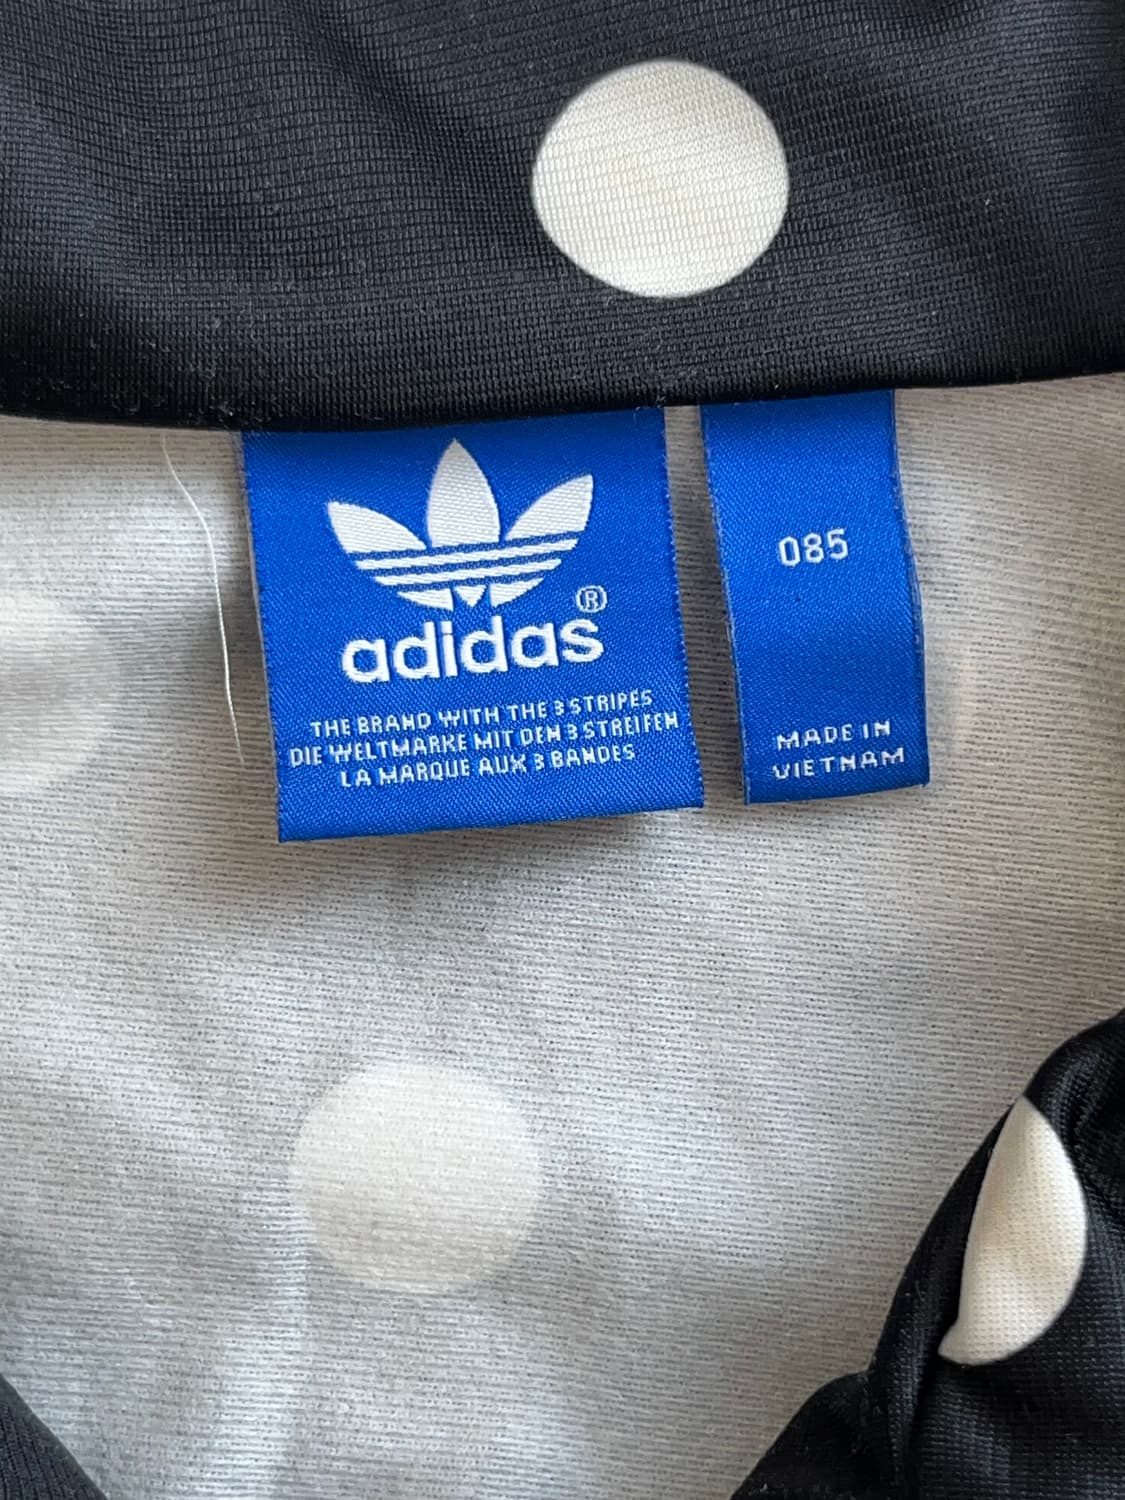 adidas®
THE BRAND WITH THE 3 STRIPES
DIE WELTMARKE MIT DEN 3 STREIFEN
LA MARQUE AUX 3 BANDES
085
MADE IN
VIETNAM